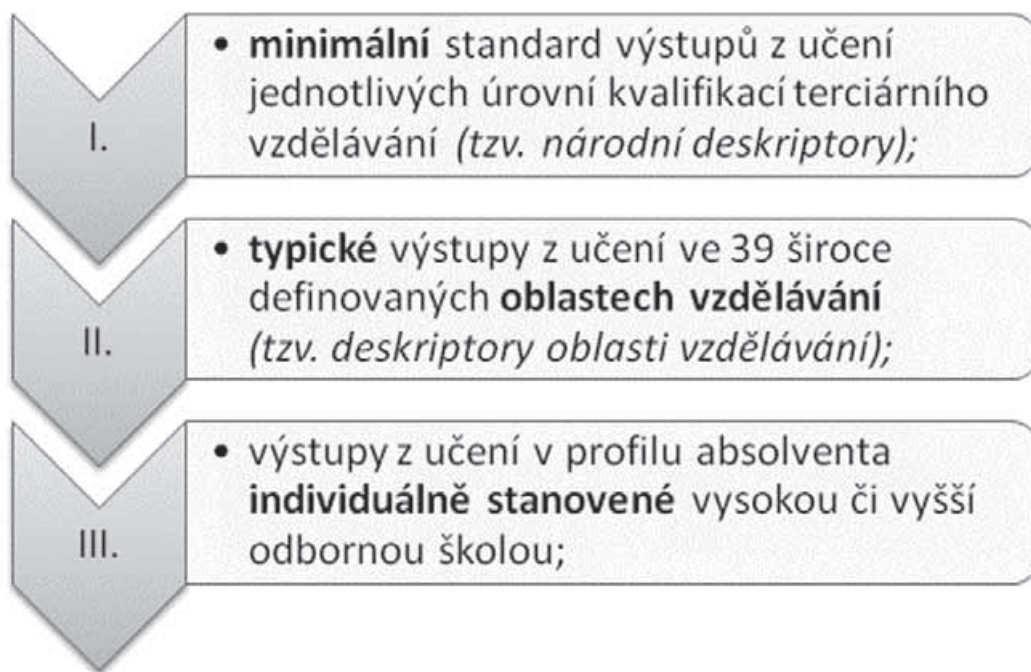 I.
• minimální standard výstupů z učení
jednotlivých úrovní kvalifikací terciárního
vzdělávání (tzv. národní deskriptory);
II.
• typické výstupy z učení ve 39 široce
definovaných oblastech vzdělávání
(tzv. deskriptory oblasti vzdělávání);
III.
• výstupy z učení v profilu absolventa
individuálně stanovené vysokou či vyšší
odbornou školou;